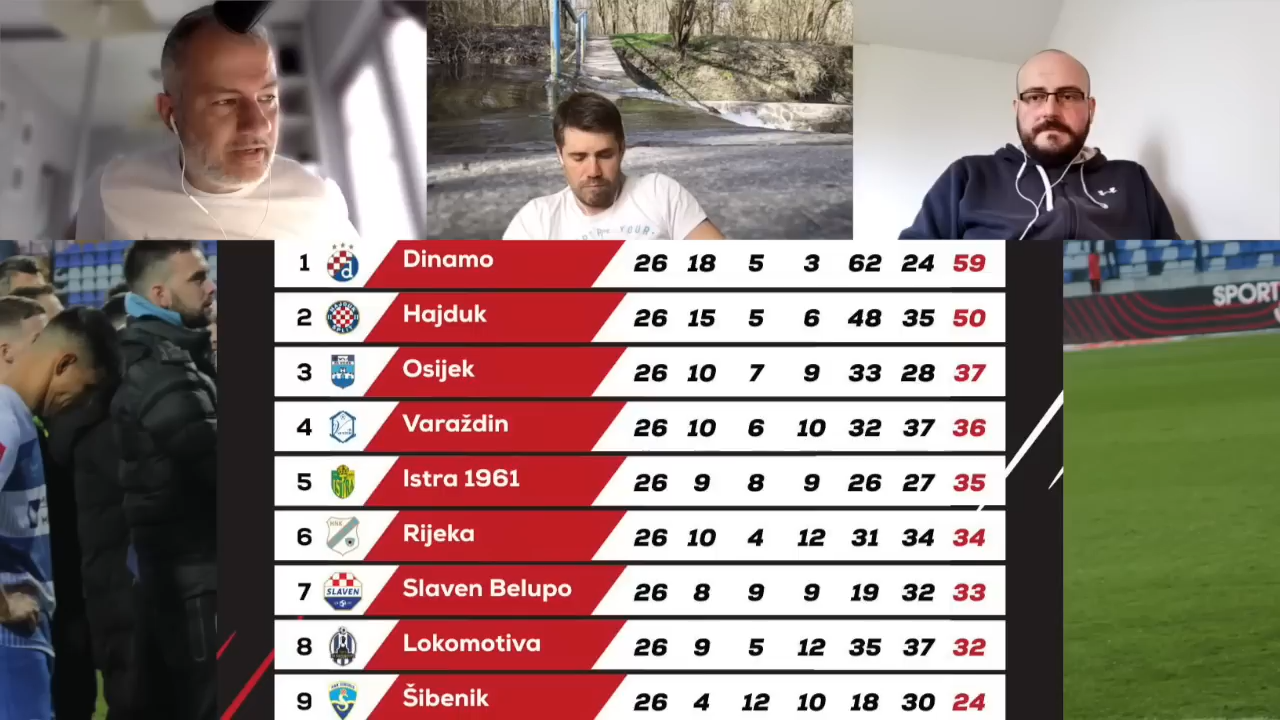 1 Dinamo 26 18 5 3 62 24 59
2 Hajduk 26 15 5 6 48 35 50
3 Osijek 26 10 7 9 33 28 37
4 Varaždin 26 10 6 10 32 37 36
5 Istra 1961 26 9 8 9 26 27 35
6 Rijeka 26 10 4 12 31 34 34
7 SLAVEN Slaven Belupo 26 8 9 9 19 32 33
8 Lokomotiva 26 9 5 12 35 37 32
9 Šibenik 26 4 12 10 18 30 24
SPORT